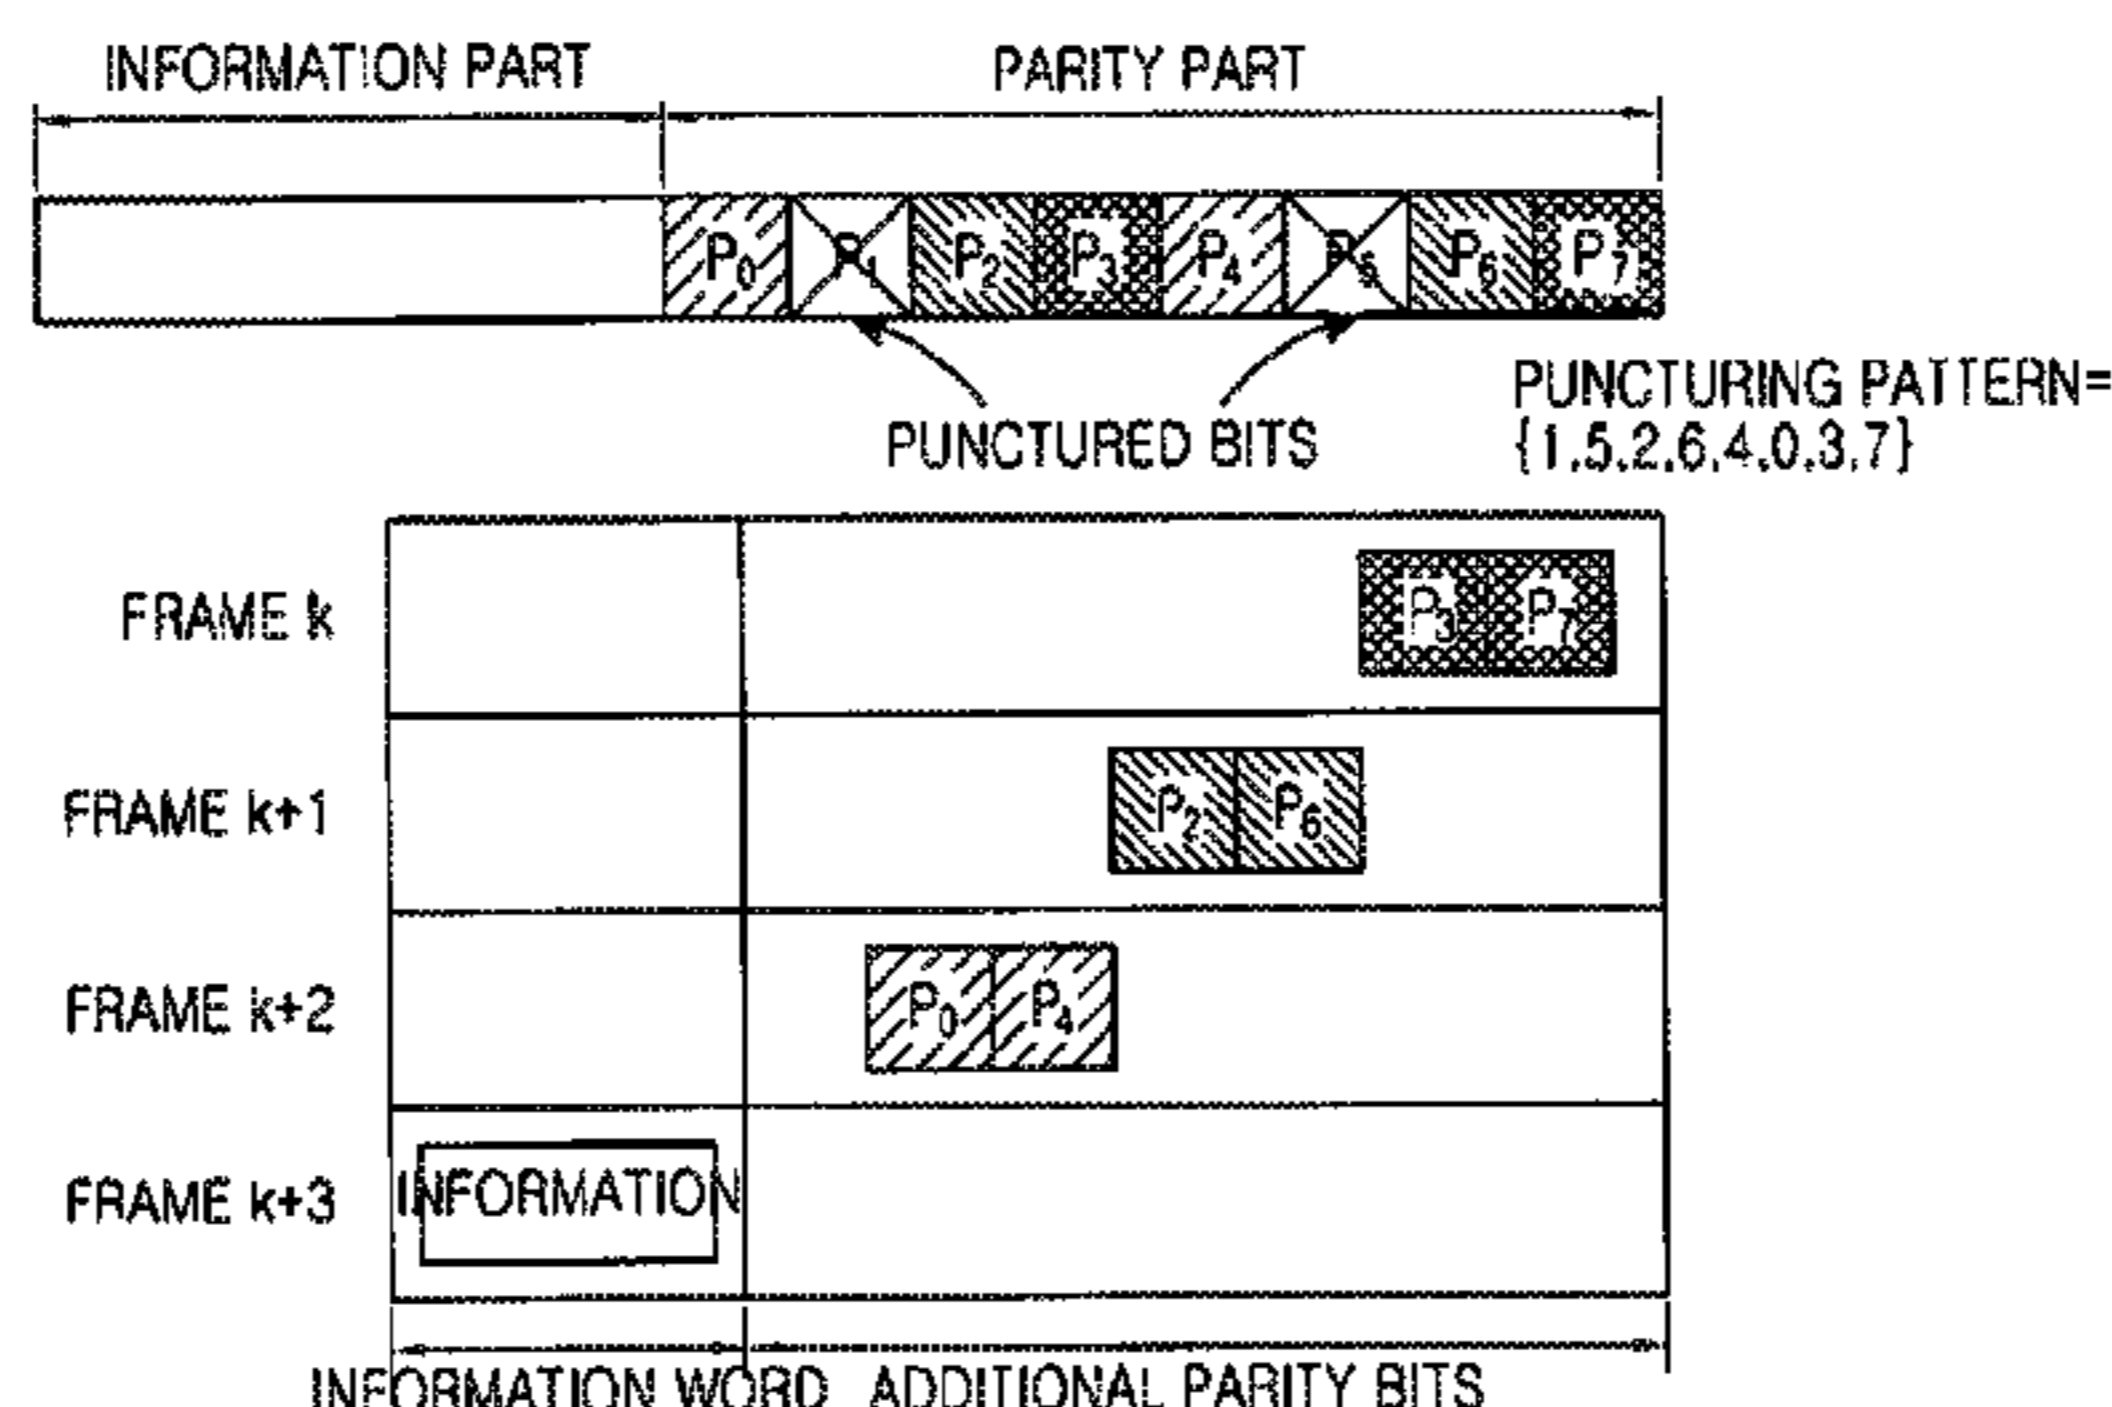 INFORMATION PART PARITY PART
P0 P1 P2 P3 P4 P5 P6 P7
PUNCTURED BITS
PUNCTURING PATTERN=
{1,5,2,6,4,0,3,7}
FRAME k P3 P7
FRAME k+1 P2 P6
FRAME k+2 P0 P4
FRAME k+3 INFORMATION
INFORMATION WORD ADDITIONAL PARITY BITS